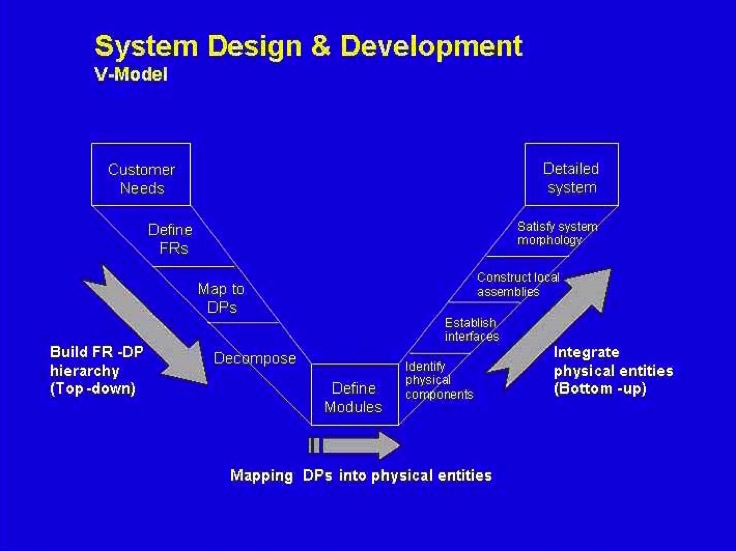 System Design & Development
V-Model
Customer
Needs
Define
FRs
Map to
DPs
Decompose
Define
Modules
Identify
physical
components
Establish
interfaces
Construct local
assemblies
Satisfy system
morphology
Detailed
system
Build FR -DP
hierarchy
(Top -down)
Mapping DPs into physical entities
Integrate
physical entities
(Bottom -up)